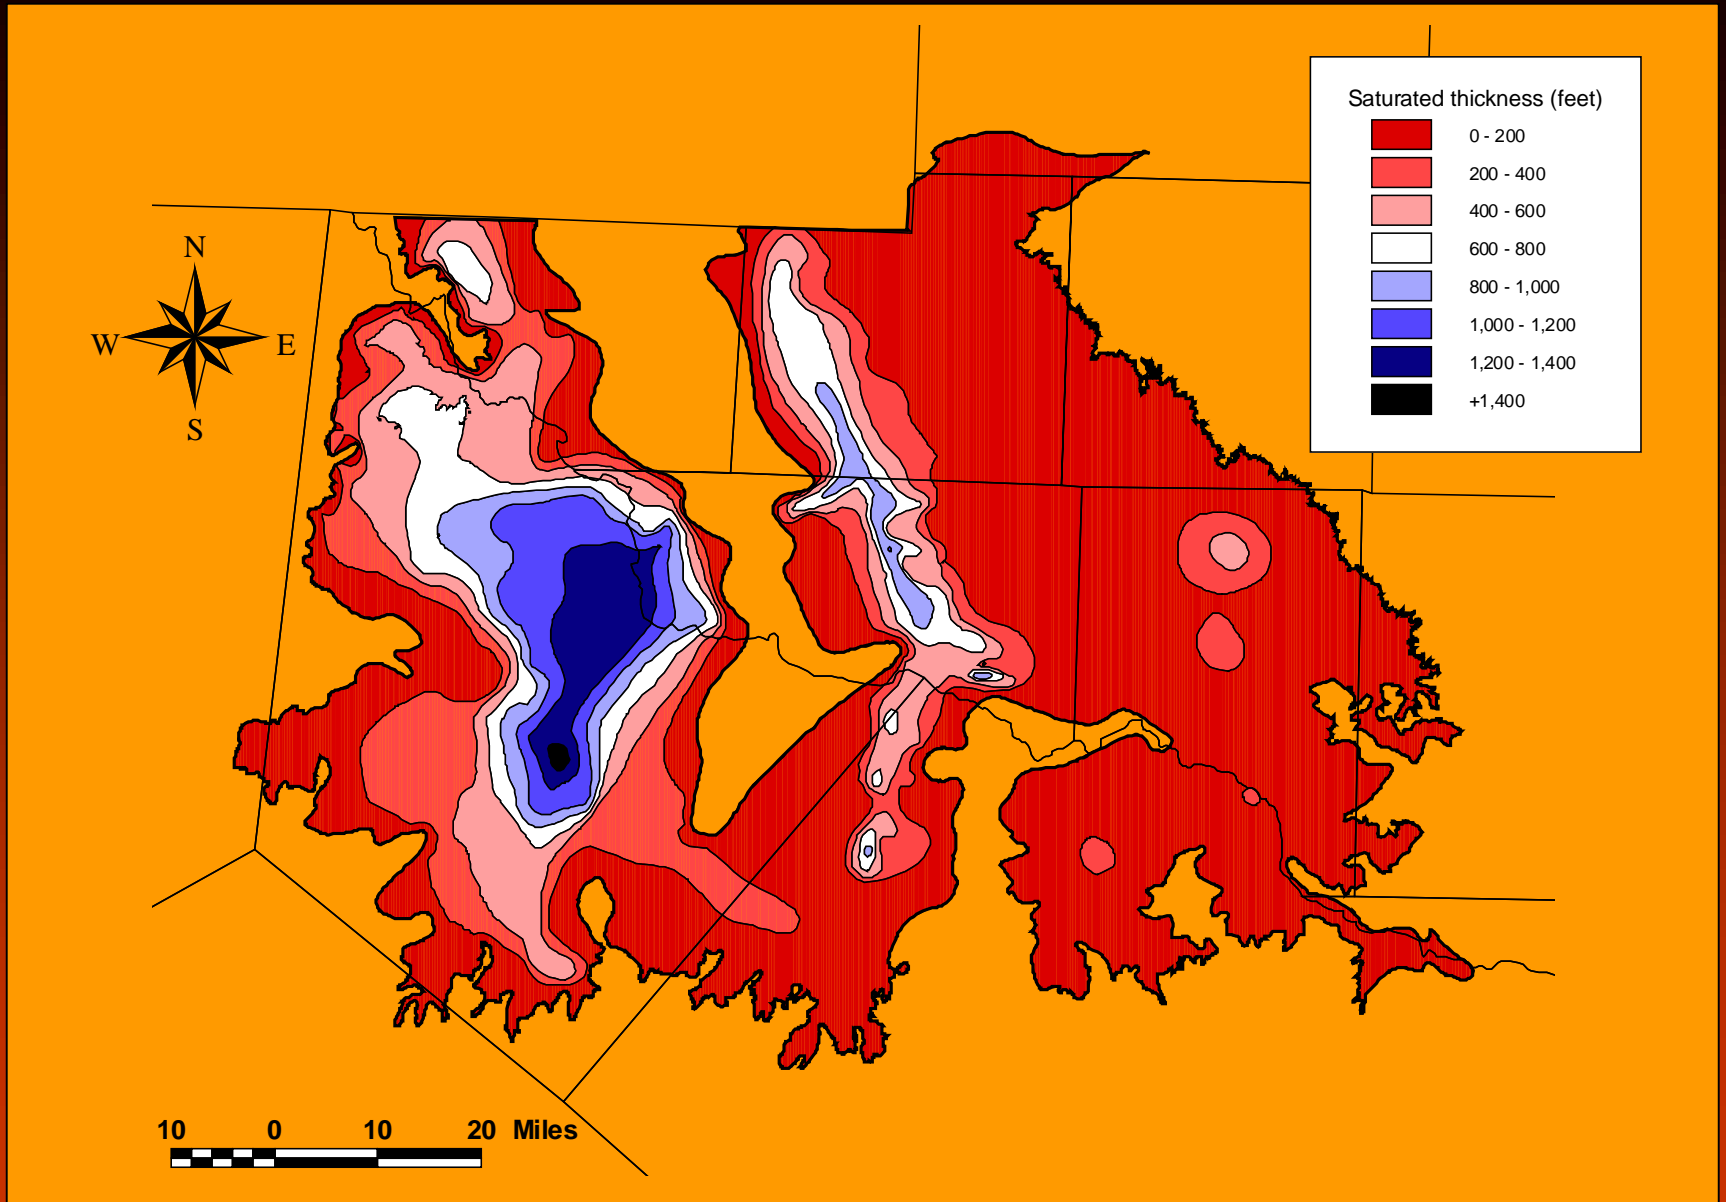 Saturated thickness (feet)
0 - 200
200 - 400
400 - 600
600 - 800
800 - 1,000
1,000 - 1,200
1,200 - 1,400
+1,400
N
W E
S
10 0 10 20 Miles